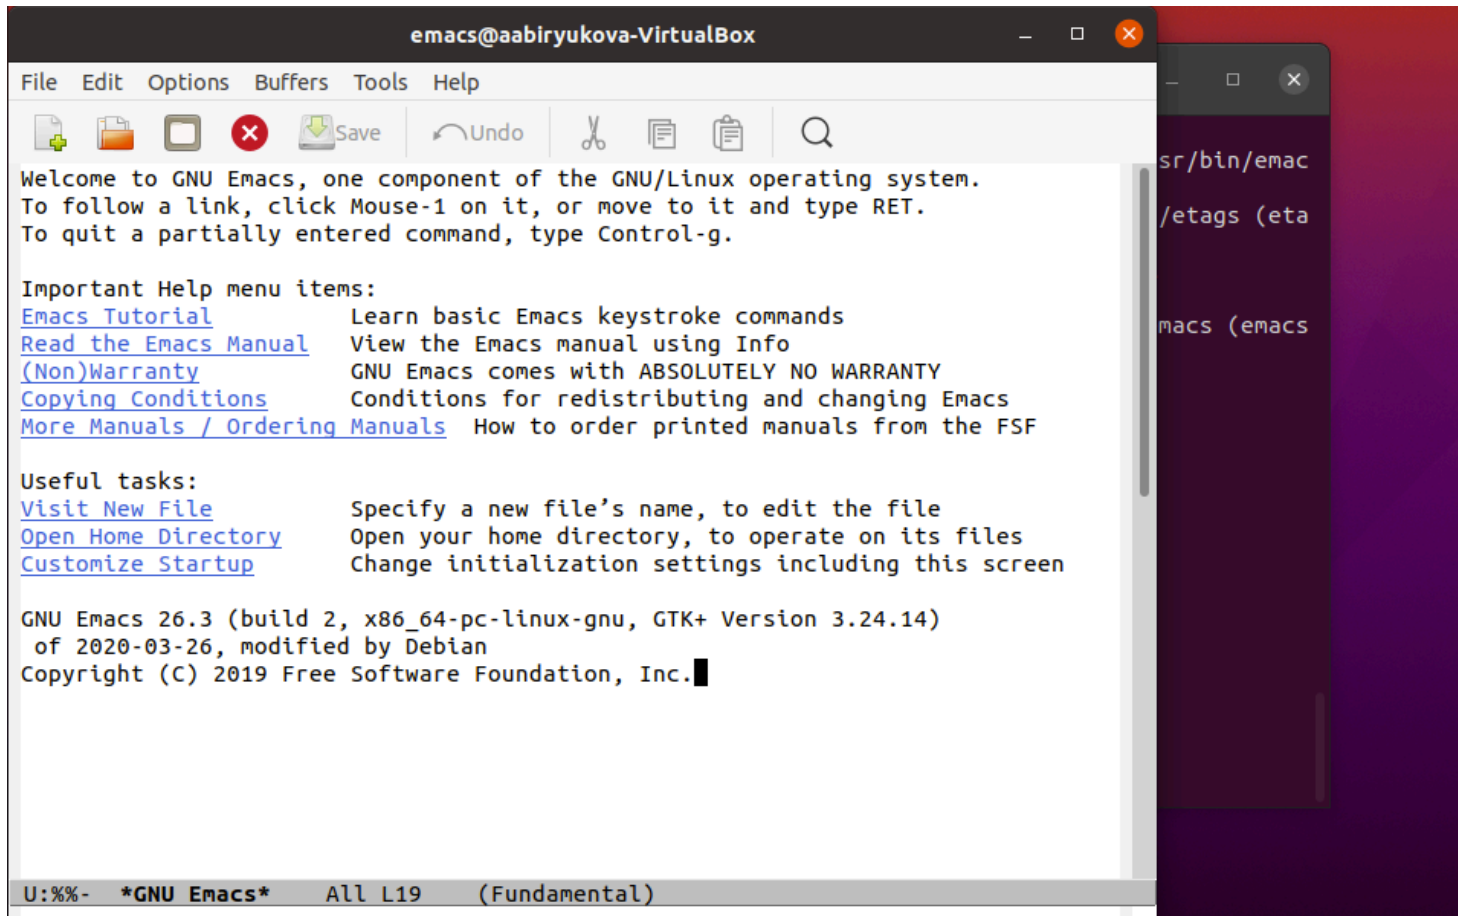 emacs@aabiryukova-VirtualBox
File Edit Options Buffers Tools Help
Save Undo
Welcome to GNU Emacs, one component of the GNU/Linux operating system.
To follow a link, click Mouse-1 on it, or move to it and type RET.
To quit a partially entered command, type Control-g.
Important Help menu items:
Emacs Tutorial Learn basic Emacs keystroke commands
Read the Emacs Manual View the Emacs manual using Info
(Non)Warranty GNU Emacs comes with ABSOLUTELY NO WARRANTY
Copying Conditions Conditions for redistributing and changing Emacs
More Manuals / Ordering Manuals How to order printed manuals from the FSF
Useful tasks:
Visit New File Specify a new file’s name, to edit the file
Open Home Directory Open your home directory, to operate on its files
Customize Startup Change initialization settings including this screen
GNU Emacs 26.3 (build 2, x86_64-pc-linux-gnu, GTK+ Version 3.24.14)
of 2020-03-26, modified by Debian
Copyright (C) 2019 Free Software Foundation, Inc.
U:%%- *GNU Emacs* All L19 (Fundamental)
sr/bin/emac
/etags (eta
macs (emacs